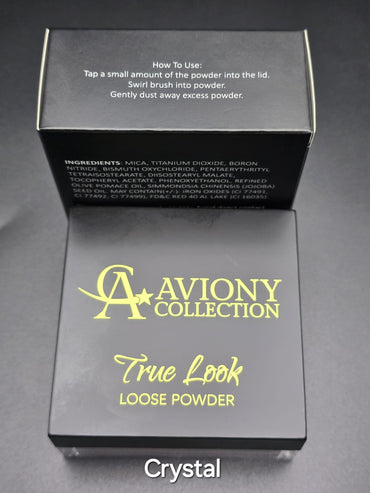 How To Use:
Tap a small amount of the powder into the lid.
Swirl brush into powder.
Gently dust away excess powder.
INGREDIENTS: MICA, TITANIUM DIOXIDE, BORON
NITRIDE, BISMUTH OXYCHLORIDE, PENTAERYTHRITYL
TETRAISOSTEARATE, DIISOSTEARYL MALATE,
TOCOPHERYL ACETATE, PHENOXYETHANOL, REFINED
OLIVE POMACE OIL, SIMMONDSIA CHINENSIS (JOJOBA)
SEED OIL. MAY CONTAIN(+/-): IRON OXIDES (CI 77491,
CI 77492, CI 77499), FD&C RED 40 AL LAKE (CI 16035)
CA AVIONY
COLLECTION
True Look
LOOSE POWDER
Crystal